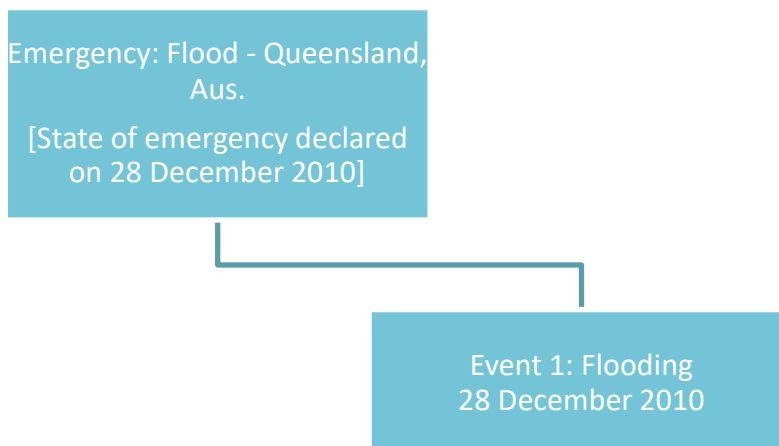 Emergency: Flood - Queensland,
Aus.
[State of emergency declared
on 28 December 2010]
Event 1: Flooding
28 December 2010